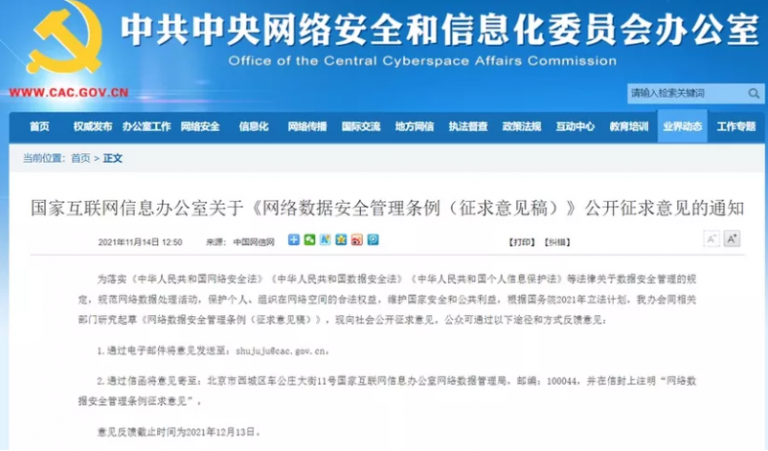 中共中央网络安全和信息化委员会办公室
Office of the Central Cyberspace Affairs Commission
WWW.CAC.GOV.CN
请输入检索关键词
首页 权威发布 办公室工作 网络安全 信息化 网络传播 国际交流 地方网信 执法督查 政策法规 互动中心 教育培训 业界动态 工作专题
当前位置：首页 > 正文
国家互联网信息办公室关于《网络数据安全管理条例（征求意见稿）》公开征求意见的通知
2021年11月14日 12:50 来源： 中国网信网 【打印】【纠错】 A- A+
为落实《中华人民共和国网络安全法》《中华人民共和国数据安全法》《中华人民共和国个人信息保护法》等法律关于数据安全管理的规
定，规范网络数据处理活动，保护个人、组织在网络空间的合法权益，维护国家安全和公共利益，根据国务院2021年立法计划，我办会同相关
部门研究起草《网络数据安全管理条例（征求意见稿）》，现向社会公开征求意见。公众可通过以下途径和方式反馈意见：
1.通过电子邮件将意见发送至：shujuju@cac.gov.cn。
2.通过信函将意见寄至：北京市西城区车公庄大街11号国家互联网信息办公室网络数据管理局，邮编：100044，并在信封上注明“网络数
据安全管理条例征求意见”。
意见反馈截止时间为2021年12月13日。